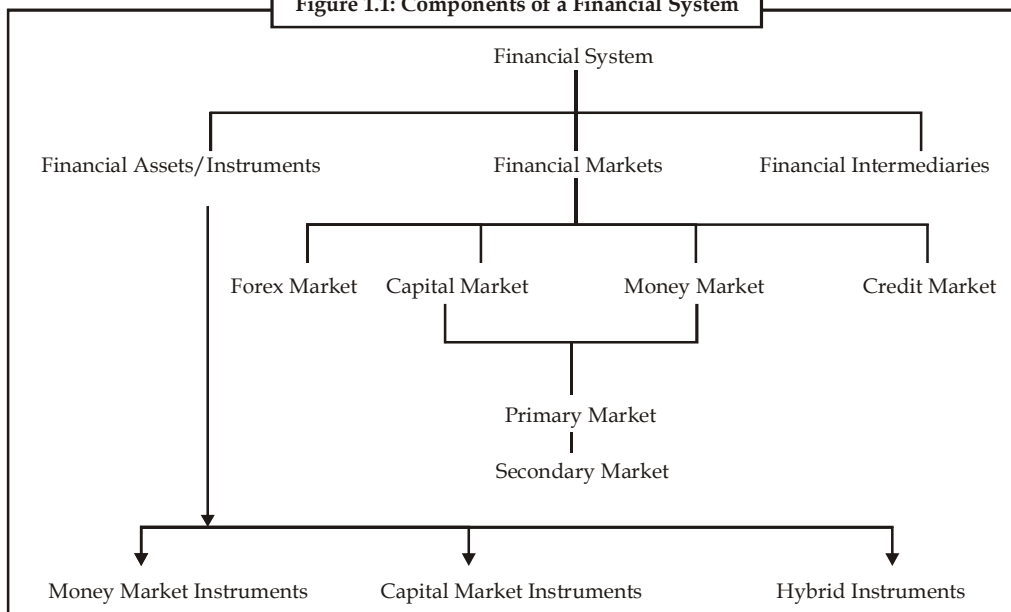 Figure 1.1: Components of a Financial System
Financial System
Financial Assets/Instruments Financial Markets Financial Intermediaries
Forex Market Capital Market Money Market Credit Market
Primary Market
Secondary Market
Money Market Instruments Capital Market Instruments Hybrid Instruments